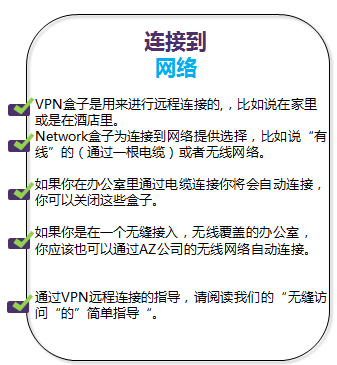 连接到
网络
VPN盒子是用来进行远程连接的,，比如说在家里
或是在酒店里。
Network盒子为连接到网络提供选择，比如说“有
线”的（通过一根电缆）或者无线网络。
如果你在办公室里通过电缆连接你将会自动连接，
你可以关闭这些盒子。
如果你是在一个无缝接入，无线覆盖的办公室，
你应该也可以通过AZ公司的无线网络自动连接。
通过VPN远程连接的指导，请阅读我们的“无缝访
问“的”简单指导“。